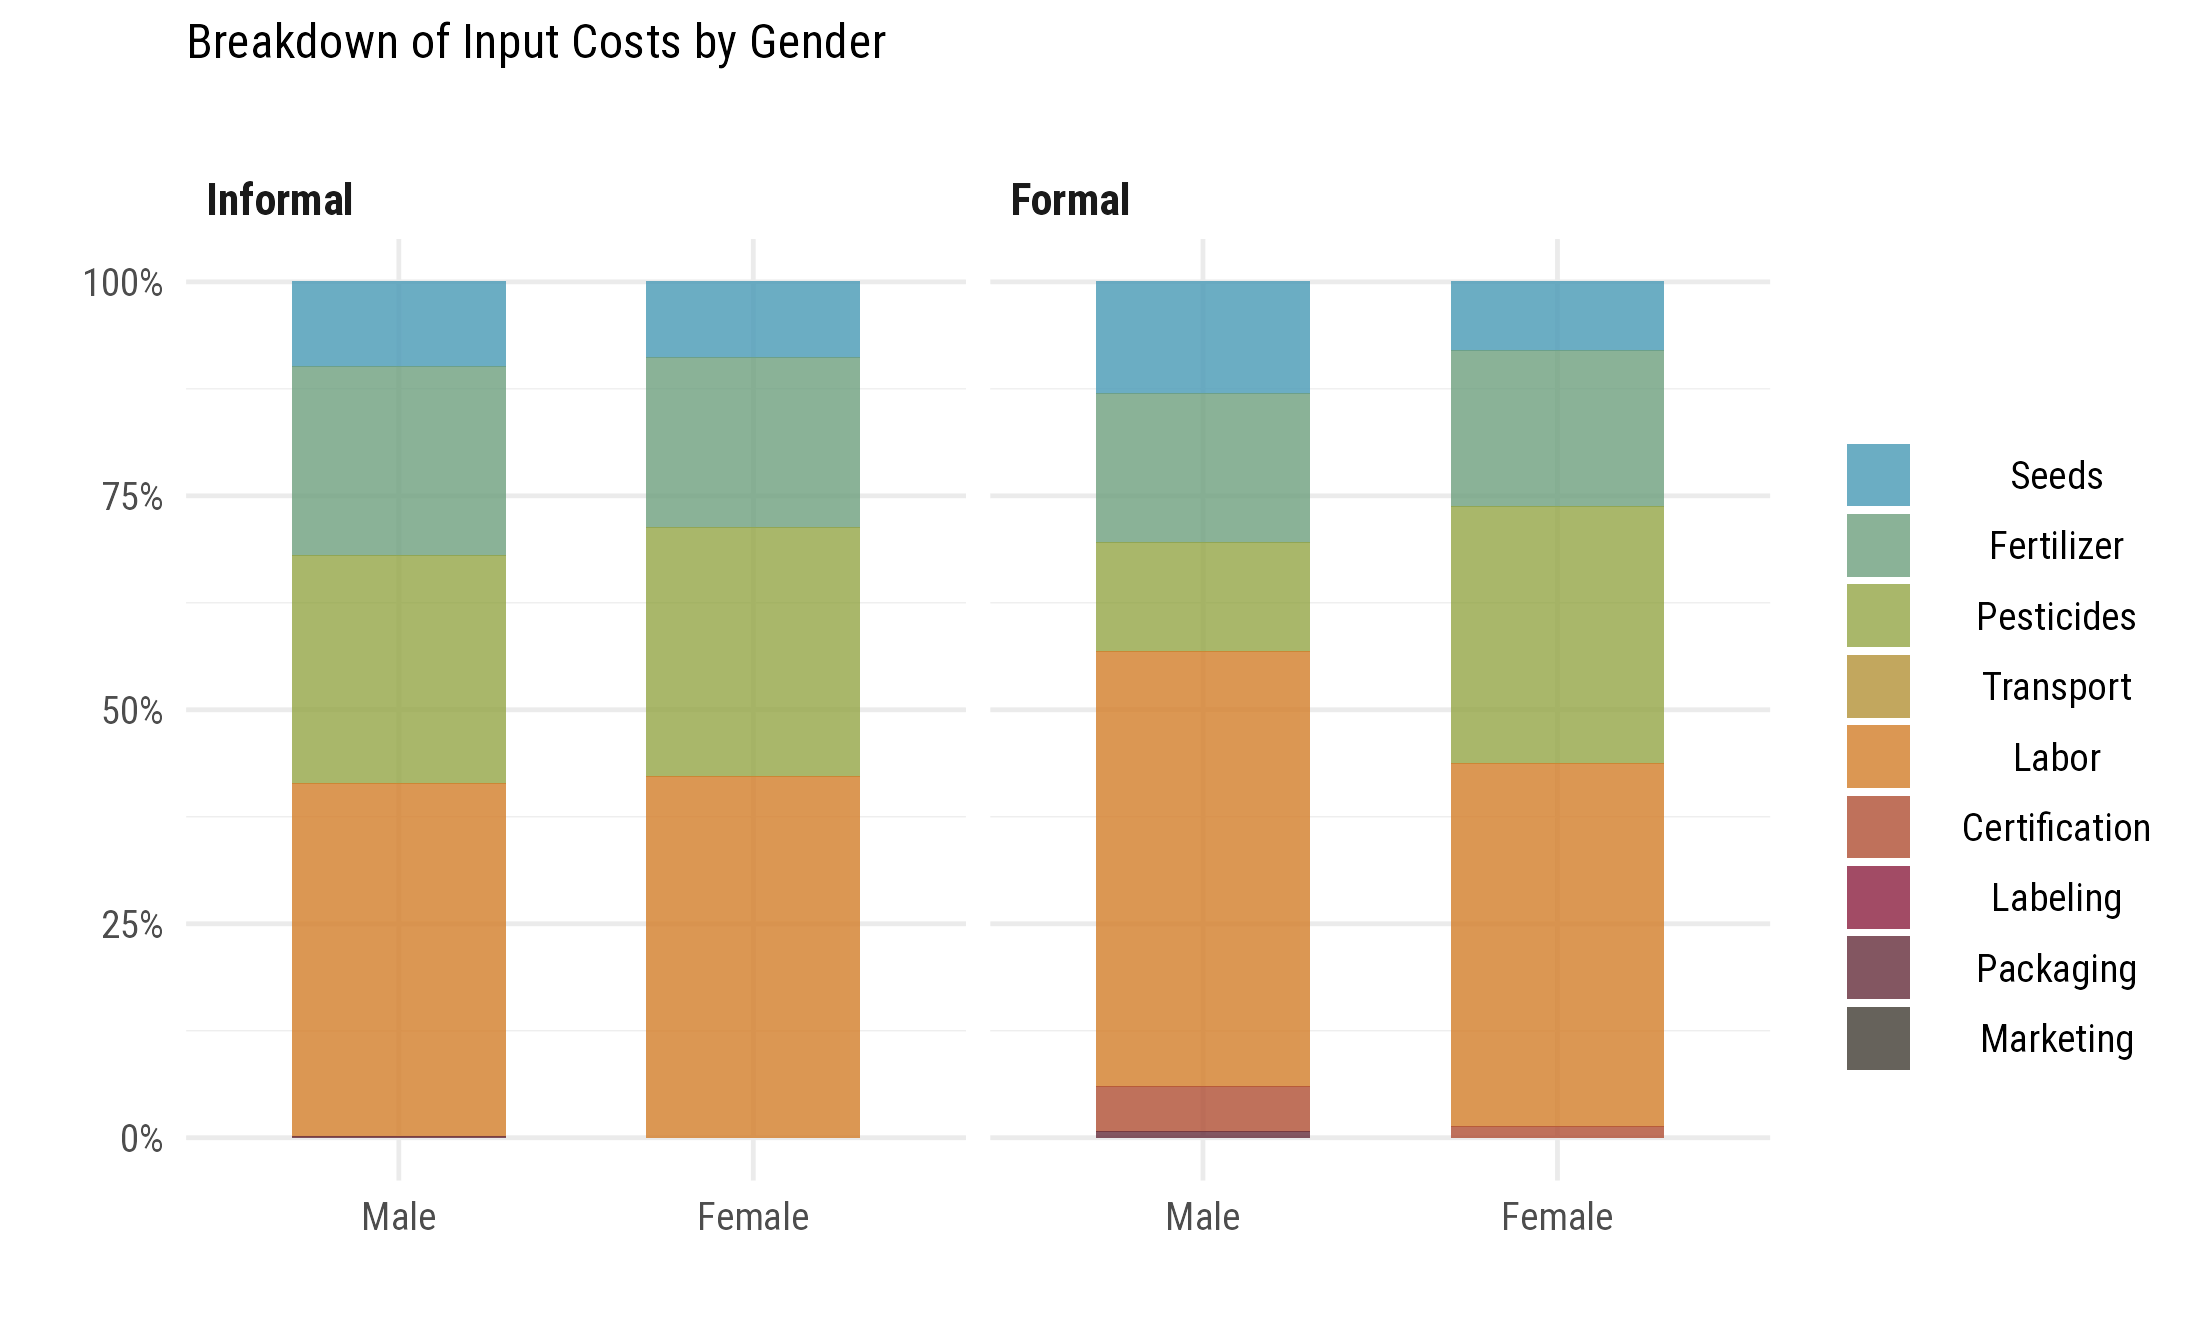 Breakdown of Input Costs by Gender
Informal
Formal
100%
75%
50%
25%
0%
Male
Female
Male
Female
Seeds
Fertilizer
Pesticides
Transport
Labor
Certification
Labeling
Packaging
Marketing